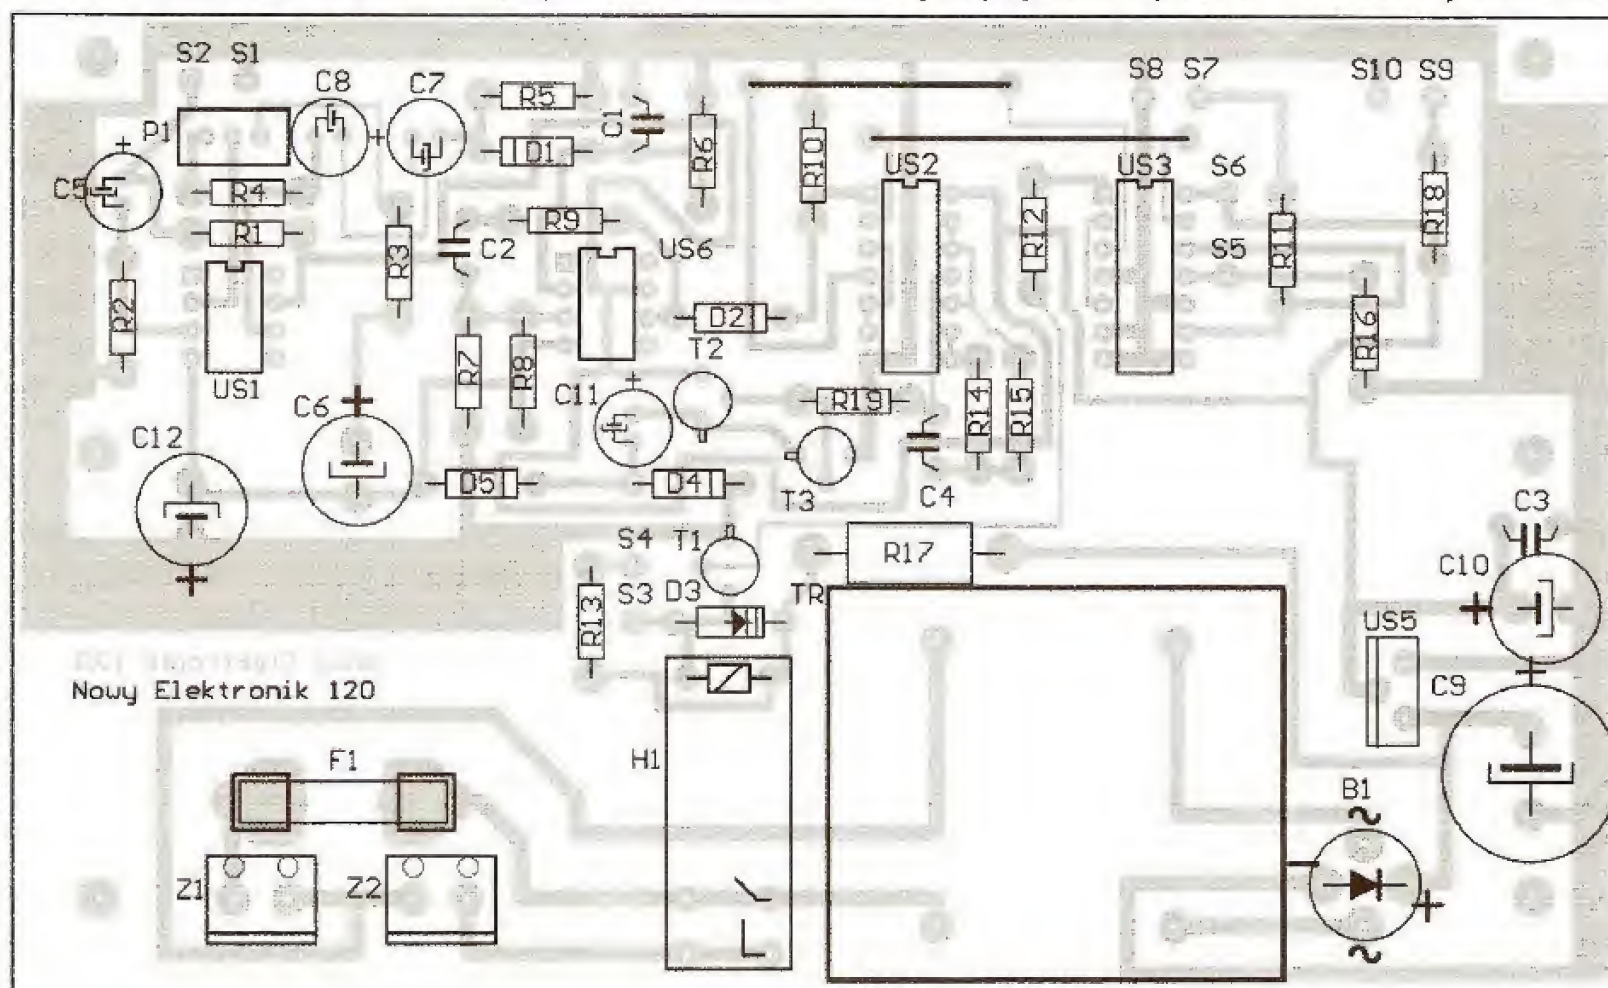 S2 S1 C8 C7 R5 C1 S8 S7 S10 S9
P1 D1 R6 R10
C5 R4 US2 US3 S6 R18
R1 R3 C2 R9 US6 R12 S5 R11
R2 R7 R8 D2 T2 R16
US1 C6 C11 R19 R14 R15
C12 D5 D4 T3 C4 C3
S4 T1 R17 C10
R13 S3 D3 TR US5
Nowy Elektronik 120 C9
F1 H1 B1
Z1 Z2